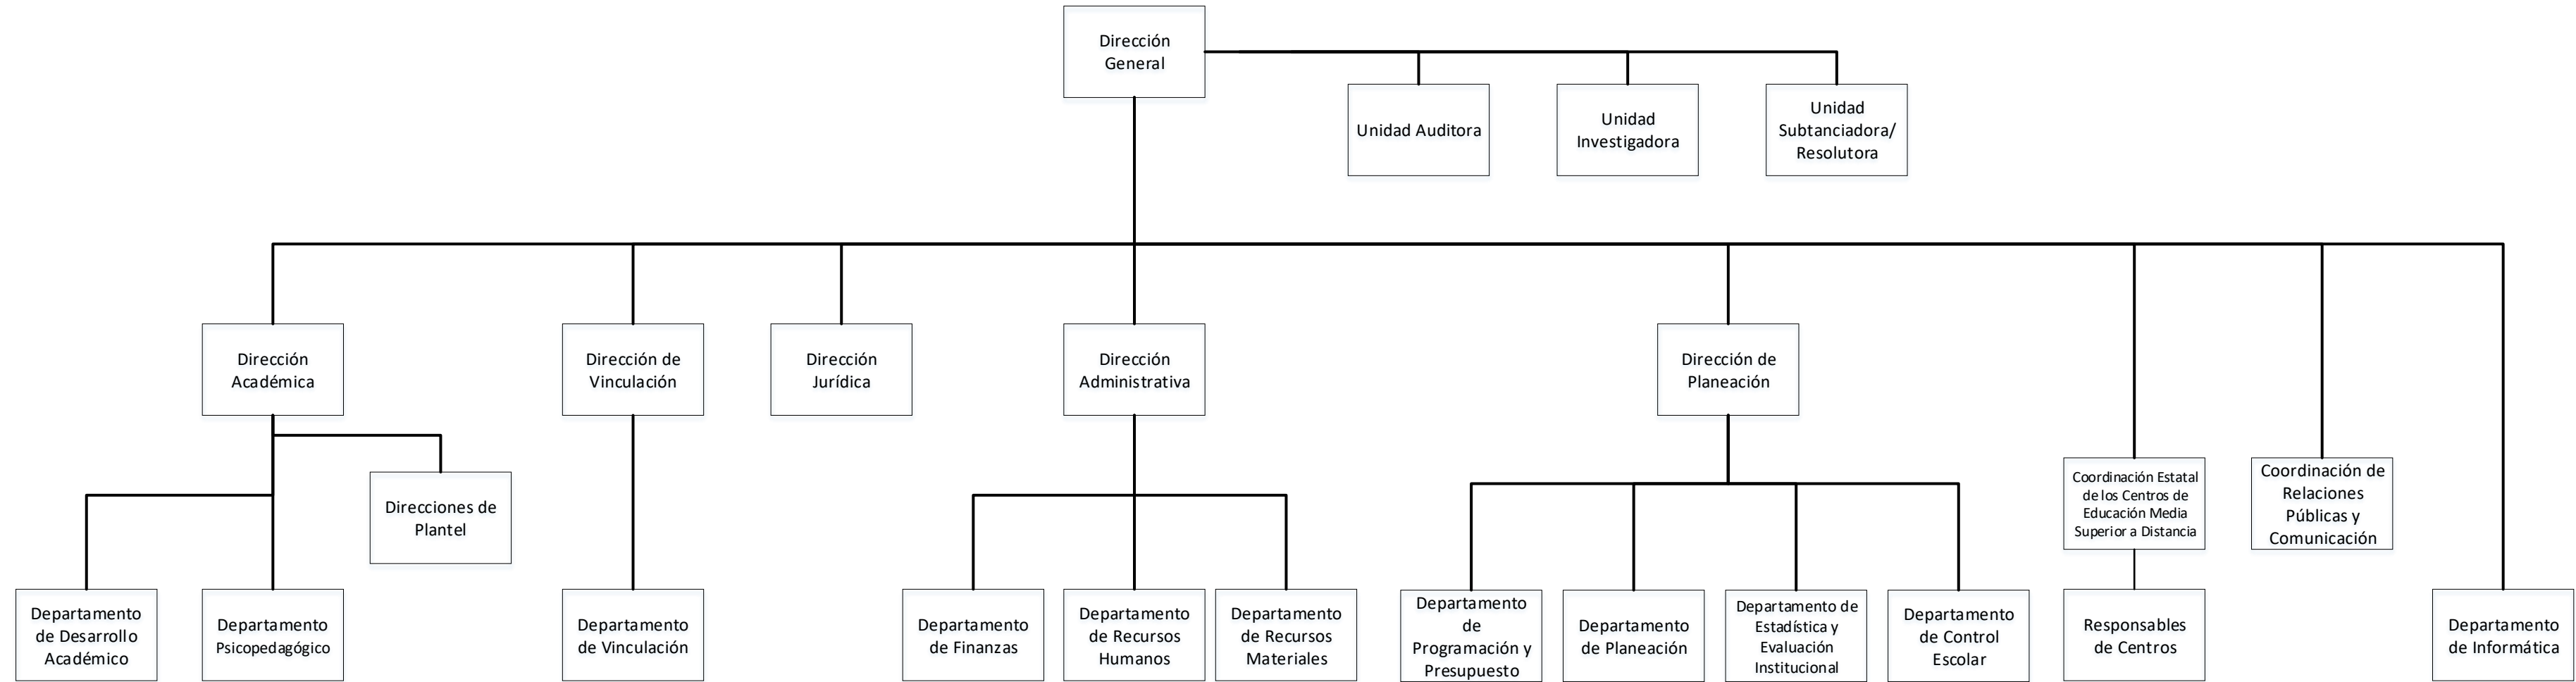 Dirección
General
Unidad Auditora
Unidad
Investigadora
Unidad
Subtanciadora/
Resolutora
Dirección
Académica
Dirección de
Vinculación
Dirección
Jurídica
Dirección
Administrativa
Dirección de
Planeación
Direcciones de
Plantel
Coordinación Estatal
de los Centros de
Educación Media
Superior a Distancia
Coordinación de
Relaciones
Públicas y
Comunicación
Departamento
de Desarrollo
Académico
Departamento
Psicopedagógico
Departamento
de Vinculación
Departamento
de Finanzas
Departamento
de Recursos
Humanos
Departamento
de Recursos
Materiales
Departamento
de
Programación y
Presupuesto
Departamento
de Planeación
Departamento de
Estadística y
Evaluación
Institucional
Departamento
de Control
Escolar
Responsables
de Centros
Departamento
de Informática